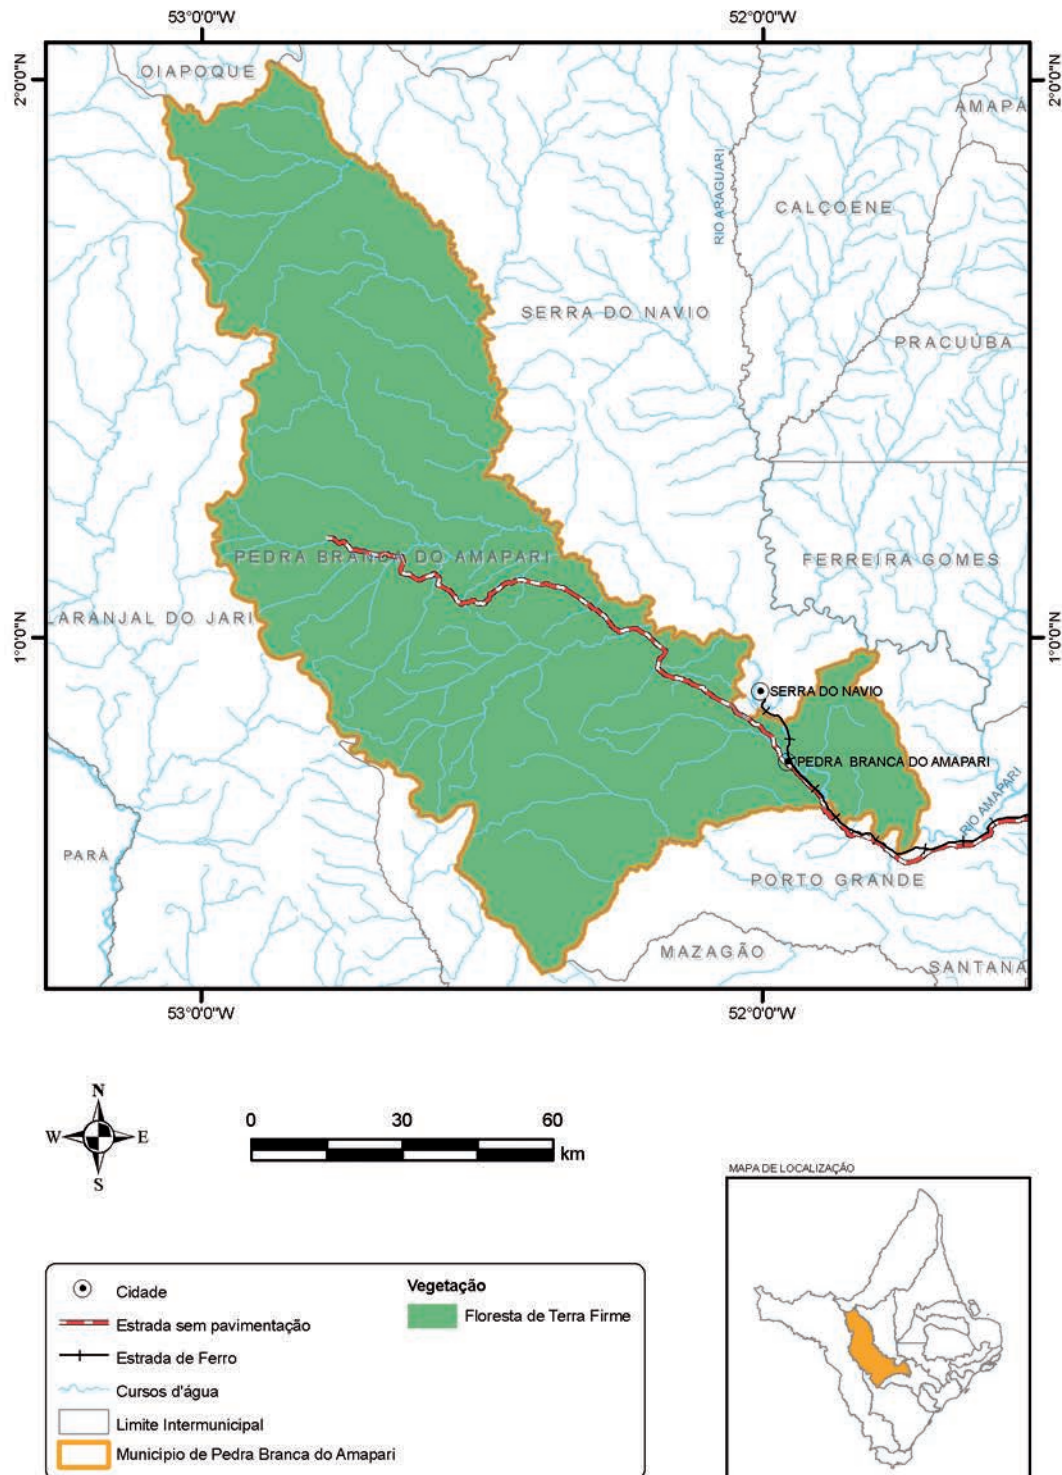 53°0'0"W
52°0'0"W
2°0'0"N
2°0'0"N
OIAPOQUE
AMAPÁ
RIO ARAGUARI
CALÇOENE
SERRA DO NAVIO
PRACUÚBA
PEDRA BRANCA DO AMAPARI
FERREIRA GOMES
LARANJAL DO JARI
1°0'0"N
1°0'0"N
SERRA DO NAVIO
PEDRA BRANCA DO AMAPARI
RIO AMAPARI
PARÁ
PORTO GRANDE
MAZAGÃO
SANTANA
53°0'0"W
52°0'0"W
N
W
E
S
0
30
60
km
MAPA DE LOCALIZAÇÃO
Cidade
Estrada sem pavimentação
Estrada de Ferro
Cursos d'água
Limite Intermunicipal
Município de Pedra Branca do Amapari
Vegetação
Floresta de Terra Firme